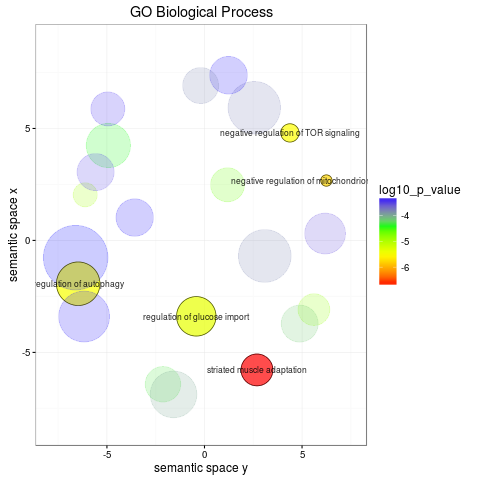 GO Biological Process
negative regulation of TOR signaling
negative regulation of mitochondrion
regulation of autophagy
regulation of glucose import
striated muscle adaptation
5
0
-5
-5
0
5
semantic space x
semantic space y
log10_p_value
-4
-5
-6